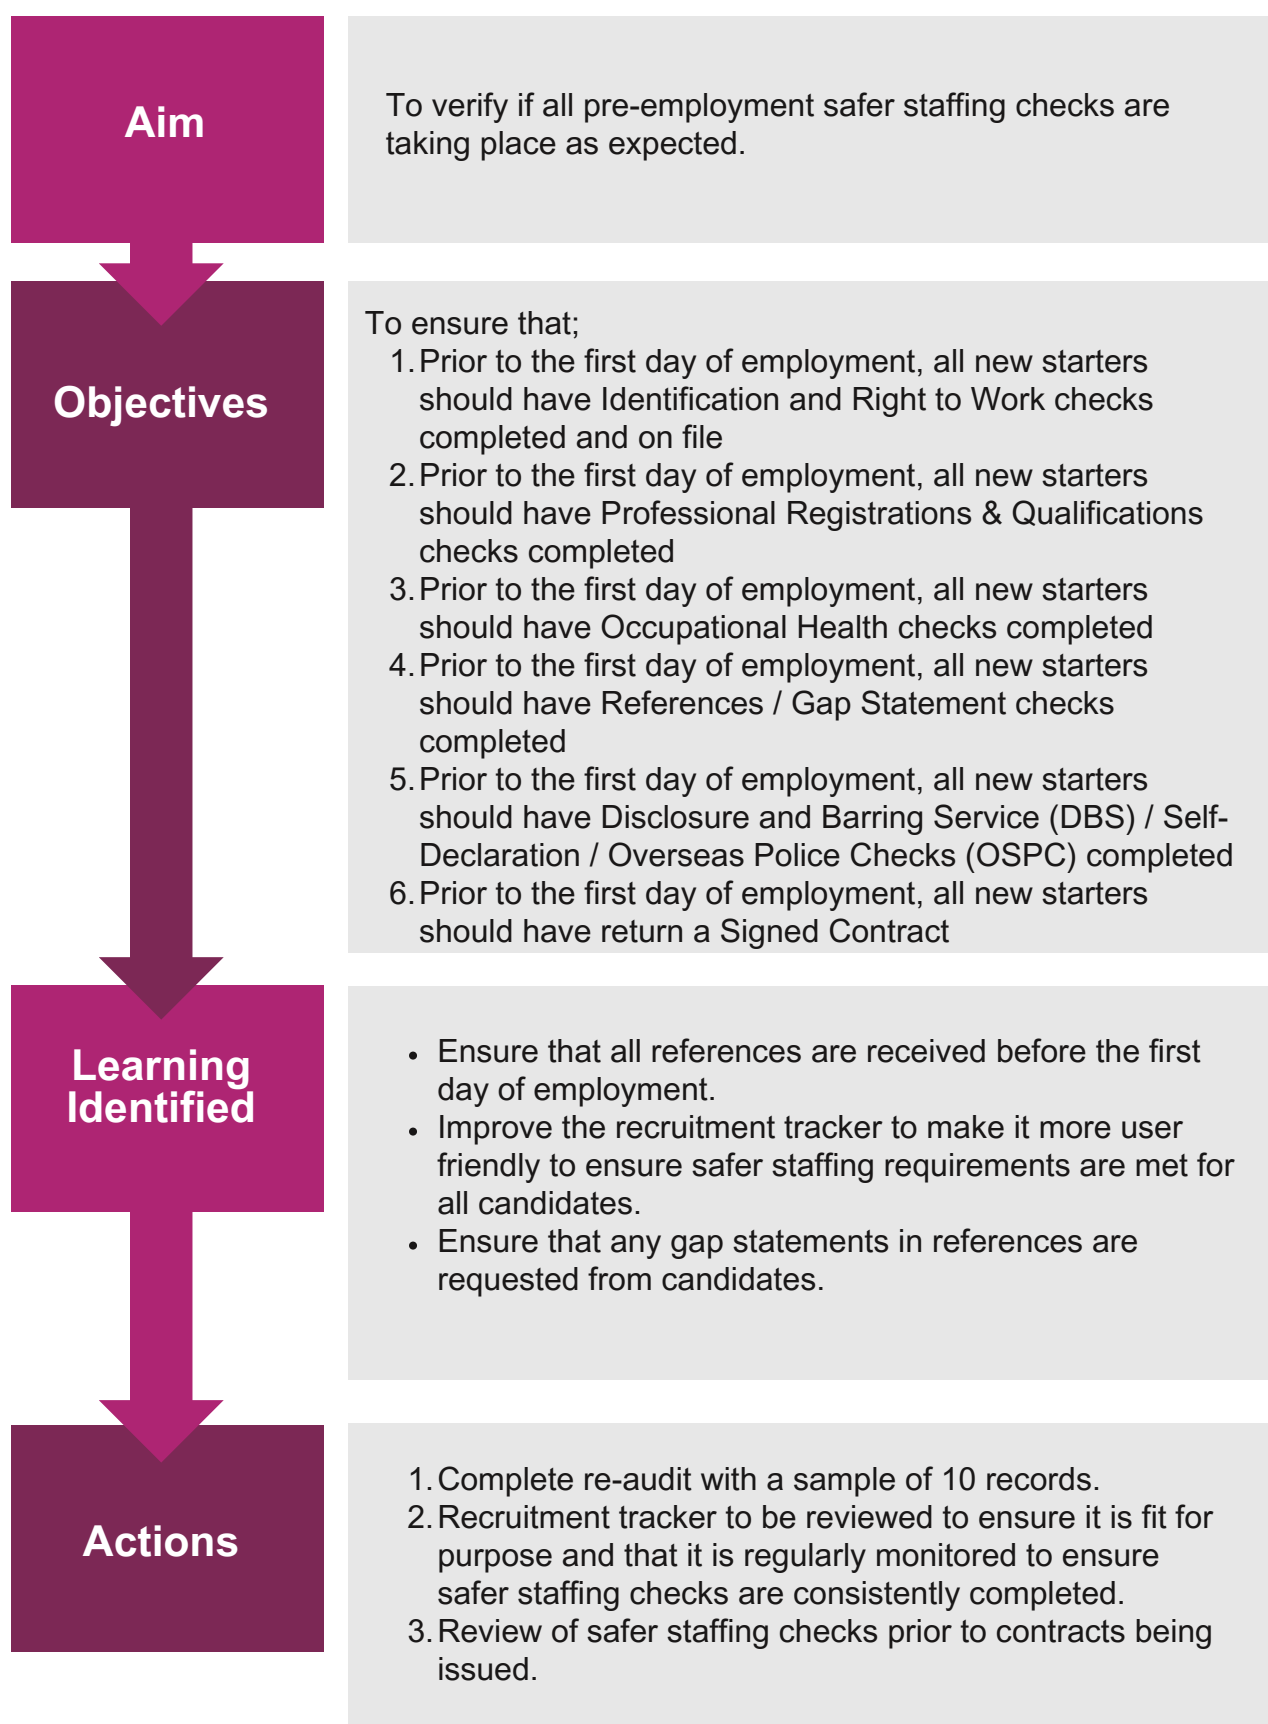 Aim
To verify if all pre-employment safer staffing checks are
taking place as expected.
Objectives
To ensure that;
1. Prior to the first day of employment, all new starters
should have Identification and Right to Work checks
completed and on file
2. Prior to the first day of employment, all new starters
should have Professional Registrations & Qualifications
checks completed
3. Prior to the first day of employment, all new starters
should have Occupational Health checks completed
4. Prior to the first day of employment, all new starters
should have References / Gap Statement checks
completed
5. Prior to the first day of employment, all new starters
should have Disclosure and Barring Service (DBS) / Self-
Declaration / Overseas Police Checks (OSPC) completed
6. Prior to the first day of employment, all new starters
should have return a Signed Contract
Learning
Identified
• Ensure that all references are received before the first
day of employment.
• Improve the recruitment tracker to make it more user
friendly to ensure safer staffing requirements are met for
all candidates.
• Ensure that any gap statements in references are
requested from candidates.
Actions
1. Complete re-audit with a sample of 10 records.
2. Recruitment tracker to be reviewed to ensure it is fit for
purpose and that it is regularly monitored to ensure
safer staffing checks are consistently completed.
3. Review of safer staffing checks prior to contracts being
issued.